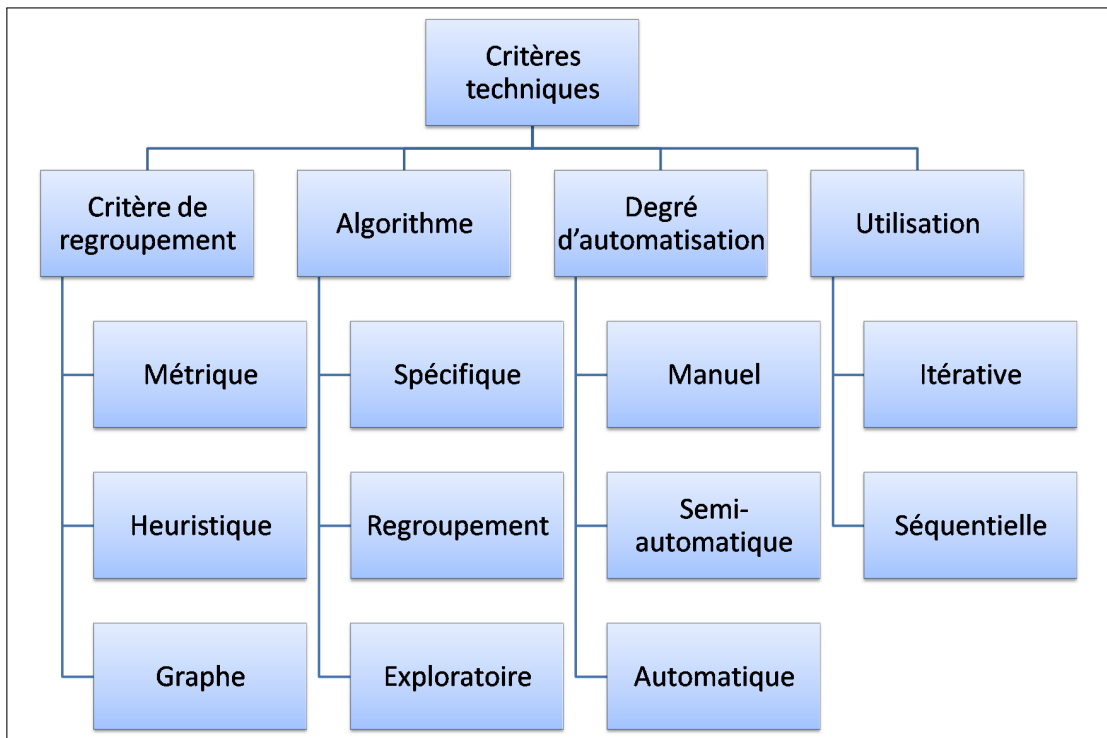 Critères
techniques
Critère de
regroupement
Algorithme
Degré
d'automatisation
Utilisation
Métrique
Spécifique
Manuel
Itérative
Heuristique
Regroupement
Semi-
automatique
Séquentielle
Graphe
Exploratoire
Automatique